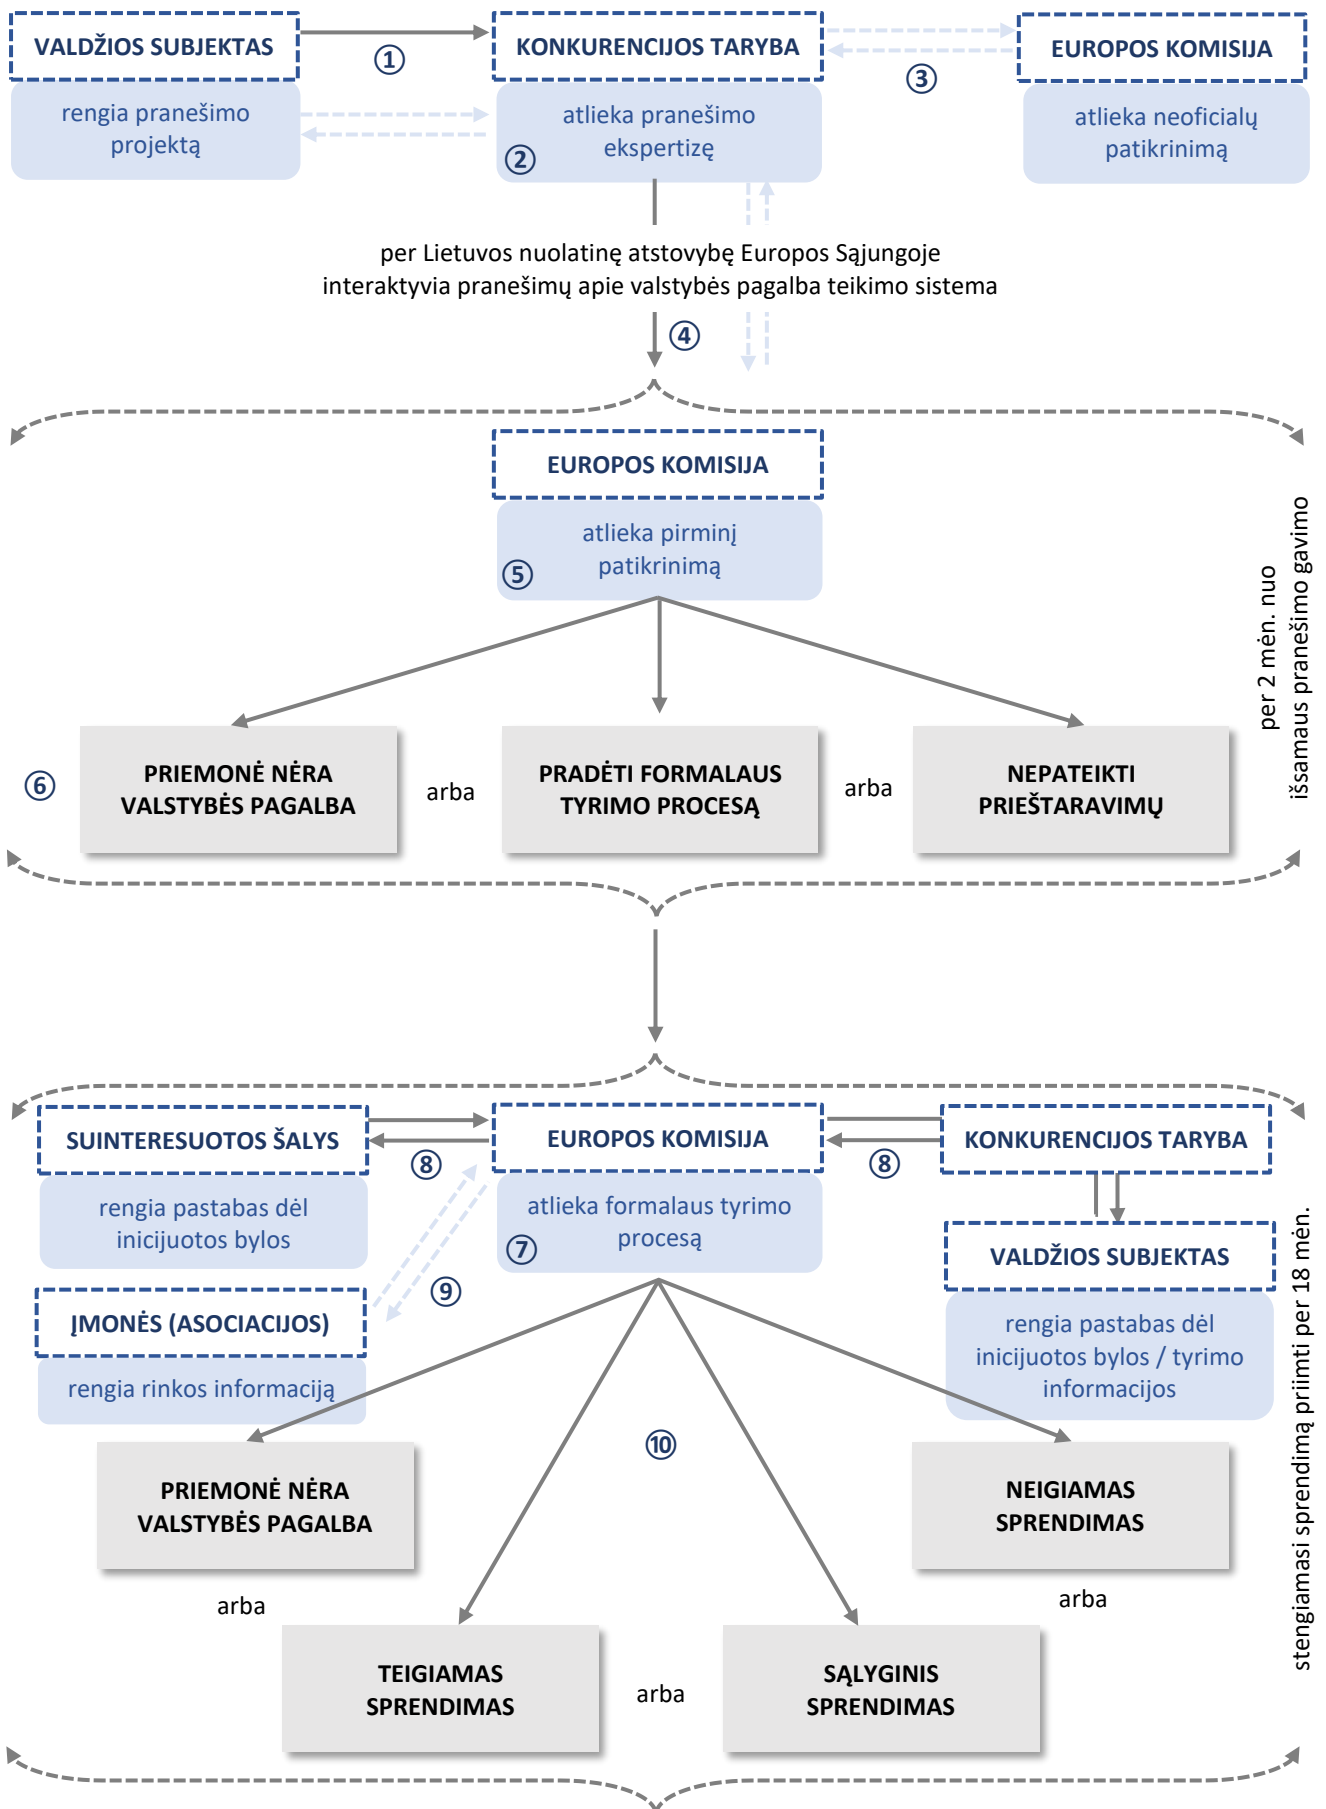 VALDŽIOS SUBJEKTAS
①
KONKURENCIJOS TARYBA
③
EUROPOS KOMISIJA
rengia pranešimo
projektą
atlieka pranešimo
ekspertizę
②
atlieka neoficialų
patikrinimą
per Lietuvos nuolatinę atstovybę Europos Sąjungoje
interaktyvia pranešimų apie valstybės pagalba teikimo sistema
④
EUROPOS KOMISIJA
atlieka pirminį
patikrinimą
⑤
per 2 mėn. nuo
išsamaus pranešimo gavimo
⑥
PRIEMONĖ NĖRA
VALSTYBĖS PAGALBA
arba
PRADĖTI FORMALAUS
TYRIMO PROCESĄ
arba
NEPATEIKTI
PRIEŠTARAVIMŲ
SUINTERESUOTOS ŠALYS
⑧
EUROPOS KOMISIJA
⑧
KONKURENCIJOS TARYBA
rengia pastabas dėl
inicijuotos bylos
atlieka formalaus tyrimo
procesą
⑦
VALDŽIOS SUBJEKTAS
⑨
ĮMONĖS (ASOCIACIJOS)
rengia rinkos informaciją
rengia pastabas dėl
inicijuotos bylos / tyrimo
informacijos
stengiamasi sprendimą priimti per 18 mėn.
⑩
PRIEMONĖ NĖRA
VALSTYBĖS PAGALBA
NEIGIAMAS
SPRENDIMAS
arba
arba
TEIGIAMAS
SPRENDIMAS
arba
SĄLYGINIS
SPRENDIMAS